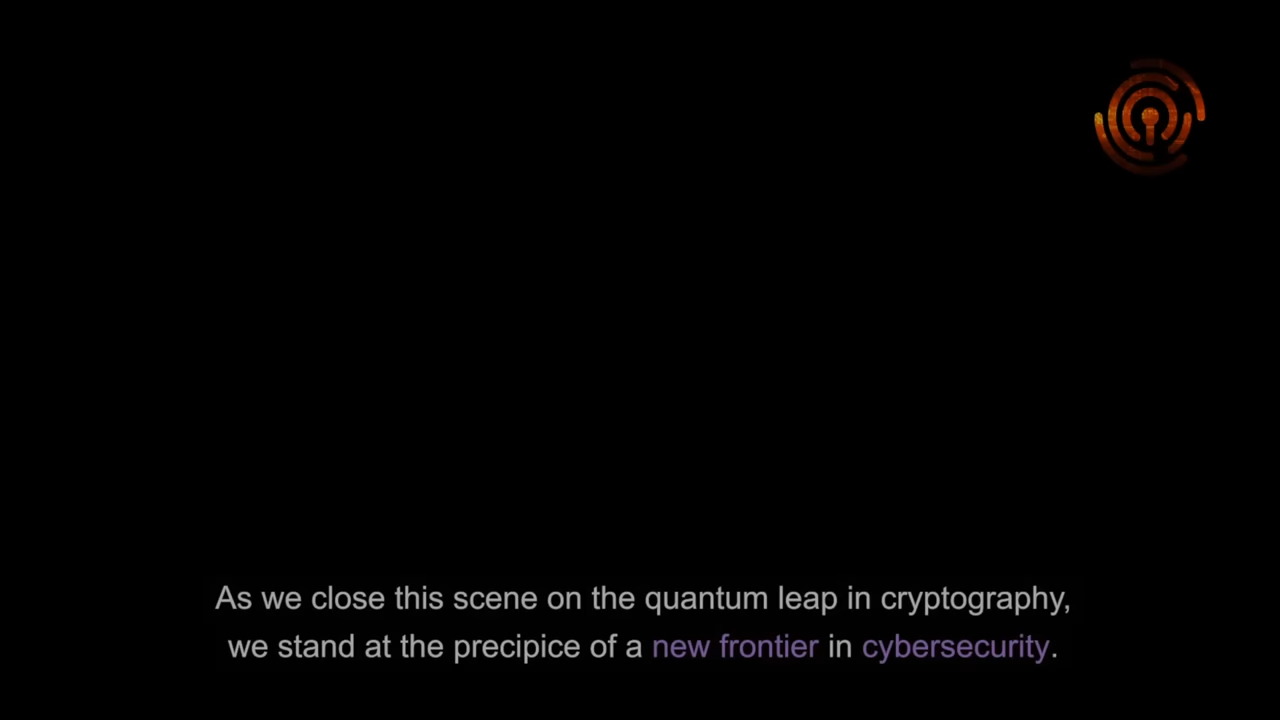 As we close this scene on the quantum leap in cryptography,
we stand at the precipice of a new frontier in cybersecurity.